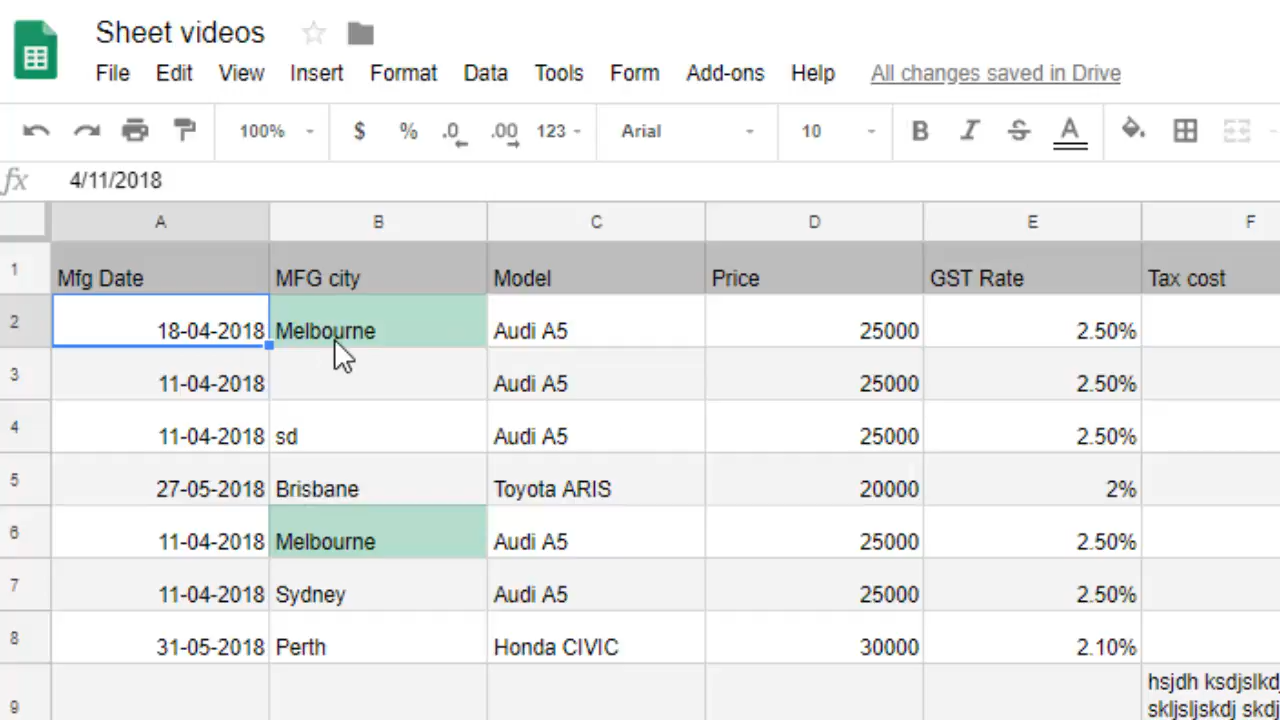 Sheet videos
File Edit View Insert Format Data Tools Form Add-ons Help All changes saved in Drive
100% $ % .0 .00 123 Arial 10 B I S A
fx 4/11/2018
A B C D E F
1 Mfg Date MFG city Model Price GST Rate Tax cost
2 18-04-2018 Melbourne Audi A5 25000 2.50%
3 11-04-2018 Audi A5 25000 2.50%
4 11-04-2018 sd Audi A5 25000 2.50%
5 27-05-2018 Brisbane Toyota ARIS 20000 2%
6 11-04-2018 Melbourne Audi A5 25000 2.50%
7 11-04-2018 Sydney Audi A5 25000 2.50%
8 31-05-2018 Perth Honda CIVIC 30000 2.10%
hsjdh
9 skljsljskdj